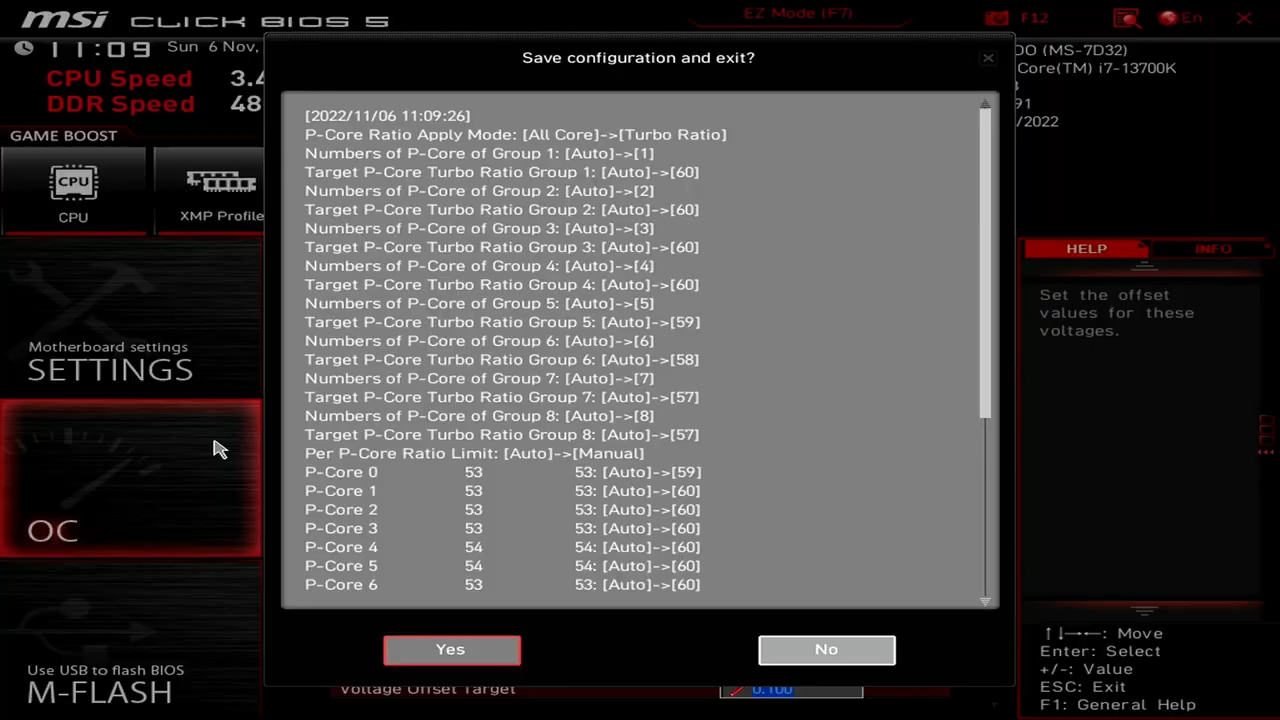 msi CLICK BIOS 5
EZ Mode (F7)
F12
En
11:09 Sun 6 Nov,
CPU Speed 3.4
DDR Speed 48
GAME BOOST
CPU
XMP Profile
Motherboard settings
SETTINGS
OC
Use USB to flash BIOS
M-FLASH
Save configuration and exit?
[2022/11/06 11:09:26]
P-Core Ratio Apply Mode: [All Core]->[Turbo Ratio]
Numbers of P-Core of Group 1: [Auto]->[1]
Target P-Core Turbo Ratio Group 1: [Auto]->[60]
Numbers of P-Core of Group 2: [Auto]->[2]
Target P-Core Turbo Ratio Group 2: [Auto]->[60]
Numbers of P-Core of Group 3: [Auto]->[3]
Target P-Core Turbo Ratio Group 3: [Auto]->[60]
Numbers of P-Core of Group 4: [Auto]->[4]
Target P-Core Turbo Ratio Group 4: [Auto]->[60]
Numbers of P-Core of Group 5: [Auto]->[5]
Target P-Core Turbo Ratio Group 5: [Auto]->[59]
Numbers of P-Core of Group 6: [Auto]->[6]
Target P-Core Turbo Ratio Group 6: [Auto]->[58]
Numbers of P-Core of Group 7: [Auto]->[7]
Target P-Core Turbo Ratio Group 7: [Auto]->[57]
Numbers of P-Core of Group 8: [Auto]->[8]
Target P-Core Turbo Ratio Group 8: [Auto]->[57]
Per P-Core Ratio Limit: [Auto]->[Manual]
P-Core 0 53 53: [Auto]->[59]
P-Core 1 53 53: [Auto]->[60]
P-Core 2 53 53: [Auto]->[60]
P-Core 3 53 53: [Auto]->[60]
P-Core 4 54 54: [Auto]->[60]
P-Core 5 54 54: [Auto]->[60]
P-Core 6 53 53: [Auto]->[60]
Yes
No
Voltage Offset Target
0.100
DO (MS-7D32)
Core(TM) i7-13700K
91
/2022
HELP
INFO
Set the offset
values for these
voltages.
↑↓→←: Move
Enter: Select
+/-: Value
ESC: Exit
F1: General Help